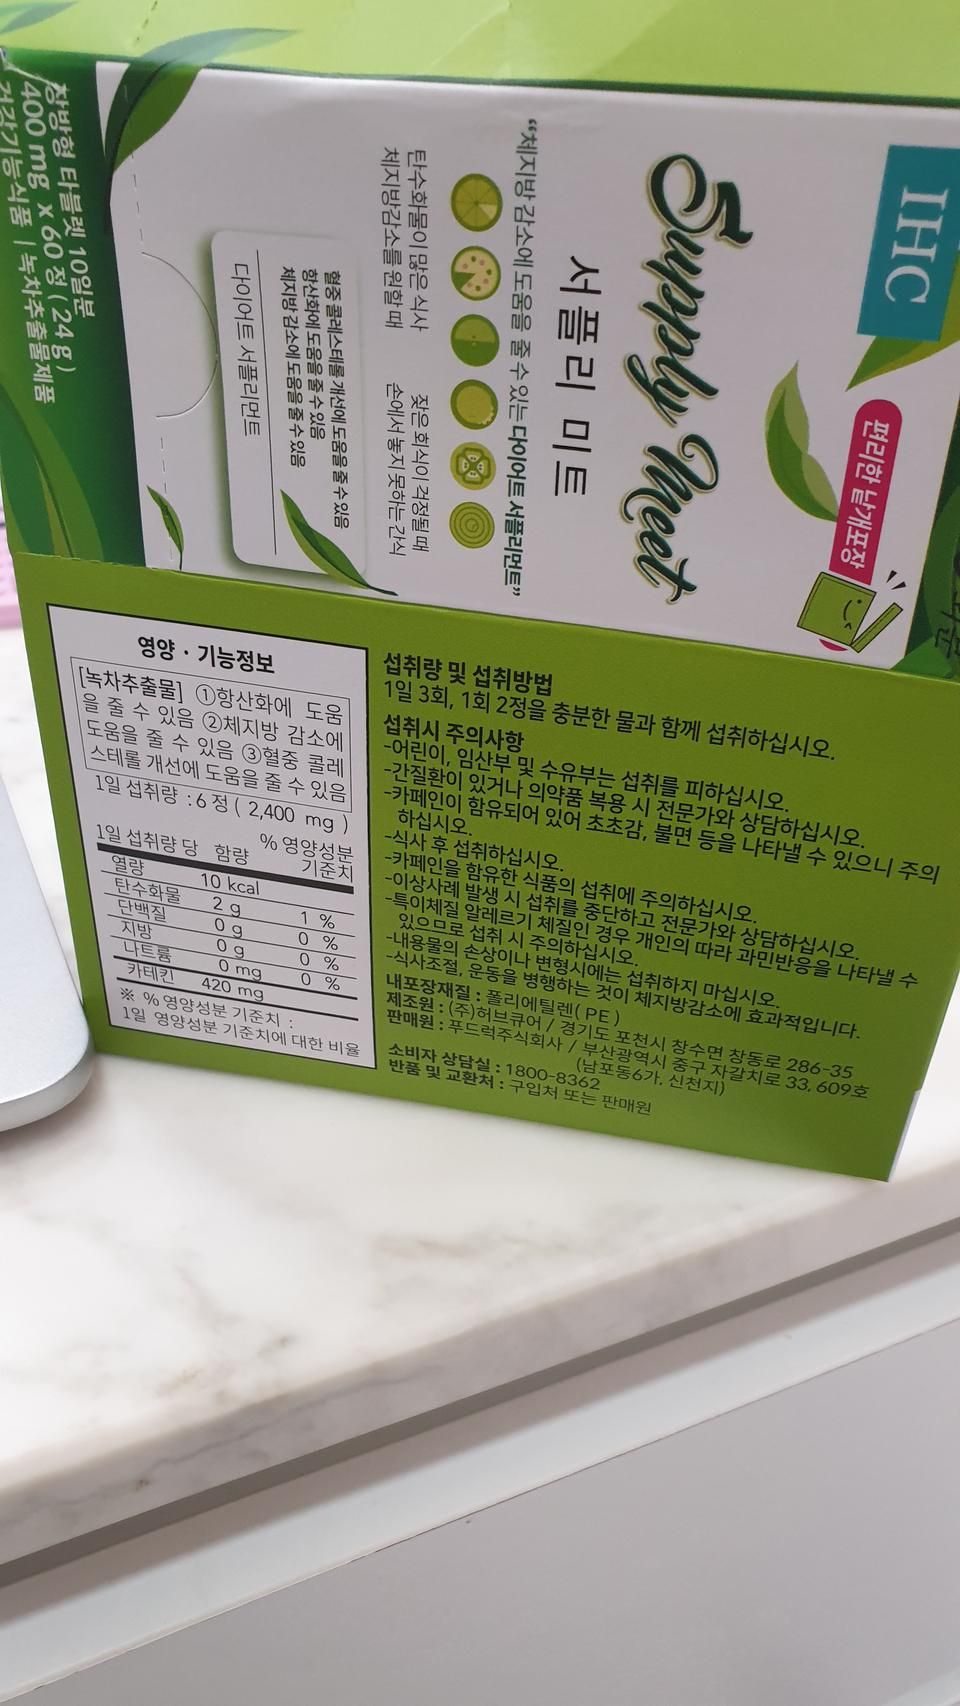 IIHC
편리한 낱개포장
Supply Meet
서플리 미트
“체지방 감소에 도움을 줄 수 있는 다이어트 서플리먼트”
탄수화물이 많은 식사
체지방감소를 원할 때
잦은 회식이 걱정될 때
손에서 놓지 못하는 간식
혈중 콜레스테롤 개선에 도움을 줄 수 있음
항산화에 도움을 줄 수 있음
체지방 감소에 도움을 줄 수 있음
다이어트 서플리먼트
장방형 타블렛 10일분
400 mg x 60 정 ( 24 g )
건강기능식품 | 녹차추출물제품
영양 · 기능정보
[녹차추출물] ①항산화에 도움
을 줄 수 있음 ②체지방 감소에
도움을 줄 수 있음 ③혈중 콜레
스테롤 개선에 도움을 줄 수 있음
1일 섭취량 : 6 정 ( 2,400 mg )
1일 섭취량 당 함량 % 영양성분 기준치
열량 10 kcal
탄수화물 2 g 1 %
단백질 0 g 0 %
지방 0 g 0 %
나트륨 0 mg 0 %
카테킨 420 mg
※ % 영양성분 기준치 :
1일 영양성분 기준치에 대한 비율
섭취량 및 섭취방법
1일 3회, 1회 2정을 충분한 물과 함께 섭취하십시오.
섭취시 주의사항
-어린이, 임산부 및 수유부는 섭취를 피하십시오.
-간질환이 있거나 의약품 복용 시 전문가와 상담하십시오.
-카페인이 함유되어 있어 초조감, 불면 등을 나타낼 수 있으니 주의
하십시오.
-식사 후 섭취하십시오.
-카페인을 함유한 식품의 섭취에 주의하십시오.
-이상사례 발생 시 섭취를 중단하고 전문가와 상담하십시오.
-특이체질 알레르기 체질인 경우 개인의 따라 과민반응을 나타낼 수
있으므로 섭취 시 주의하십시오.
-내용물의 손상이나 변형시에는 섭취하지 마십시오.
-식사조절, 운동을 병행하는 것이 체지방감소에 효과적입니다.
내포장재질 : 폴리에틸렌( PE )
제조원 : (주)허브큐어 / 경기도 포천시 창수면 창동로 286-35
판매원 : 푸드럭주식회사 / 부산광역시 중구 자갈치로 33, 609호
(남포동6가, 신천지)
소비자 상담실 : 1800-8362
반품 및 교환처 : 구입처 또는 판매원